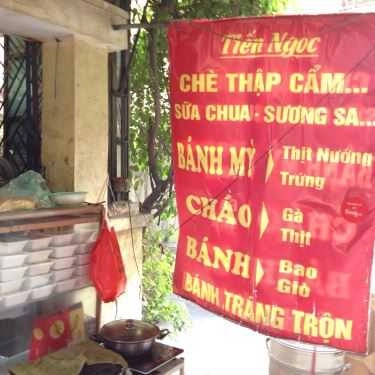 Tiến Ngọc
CHÈ THẬP CẨM...
SỮA CHUA - SƯƠNG SA...
BÁNH MỲ Thịt Nướng
Trứng
CHÁO Gà
Thịt
BÁNH Bao
Giò
BÁNH TRÁNG TRỘN